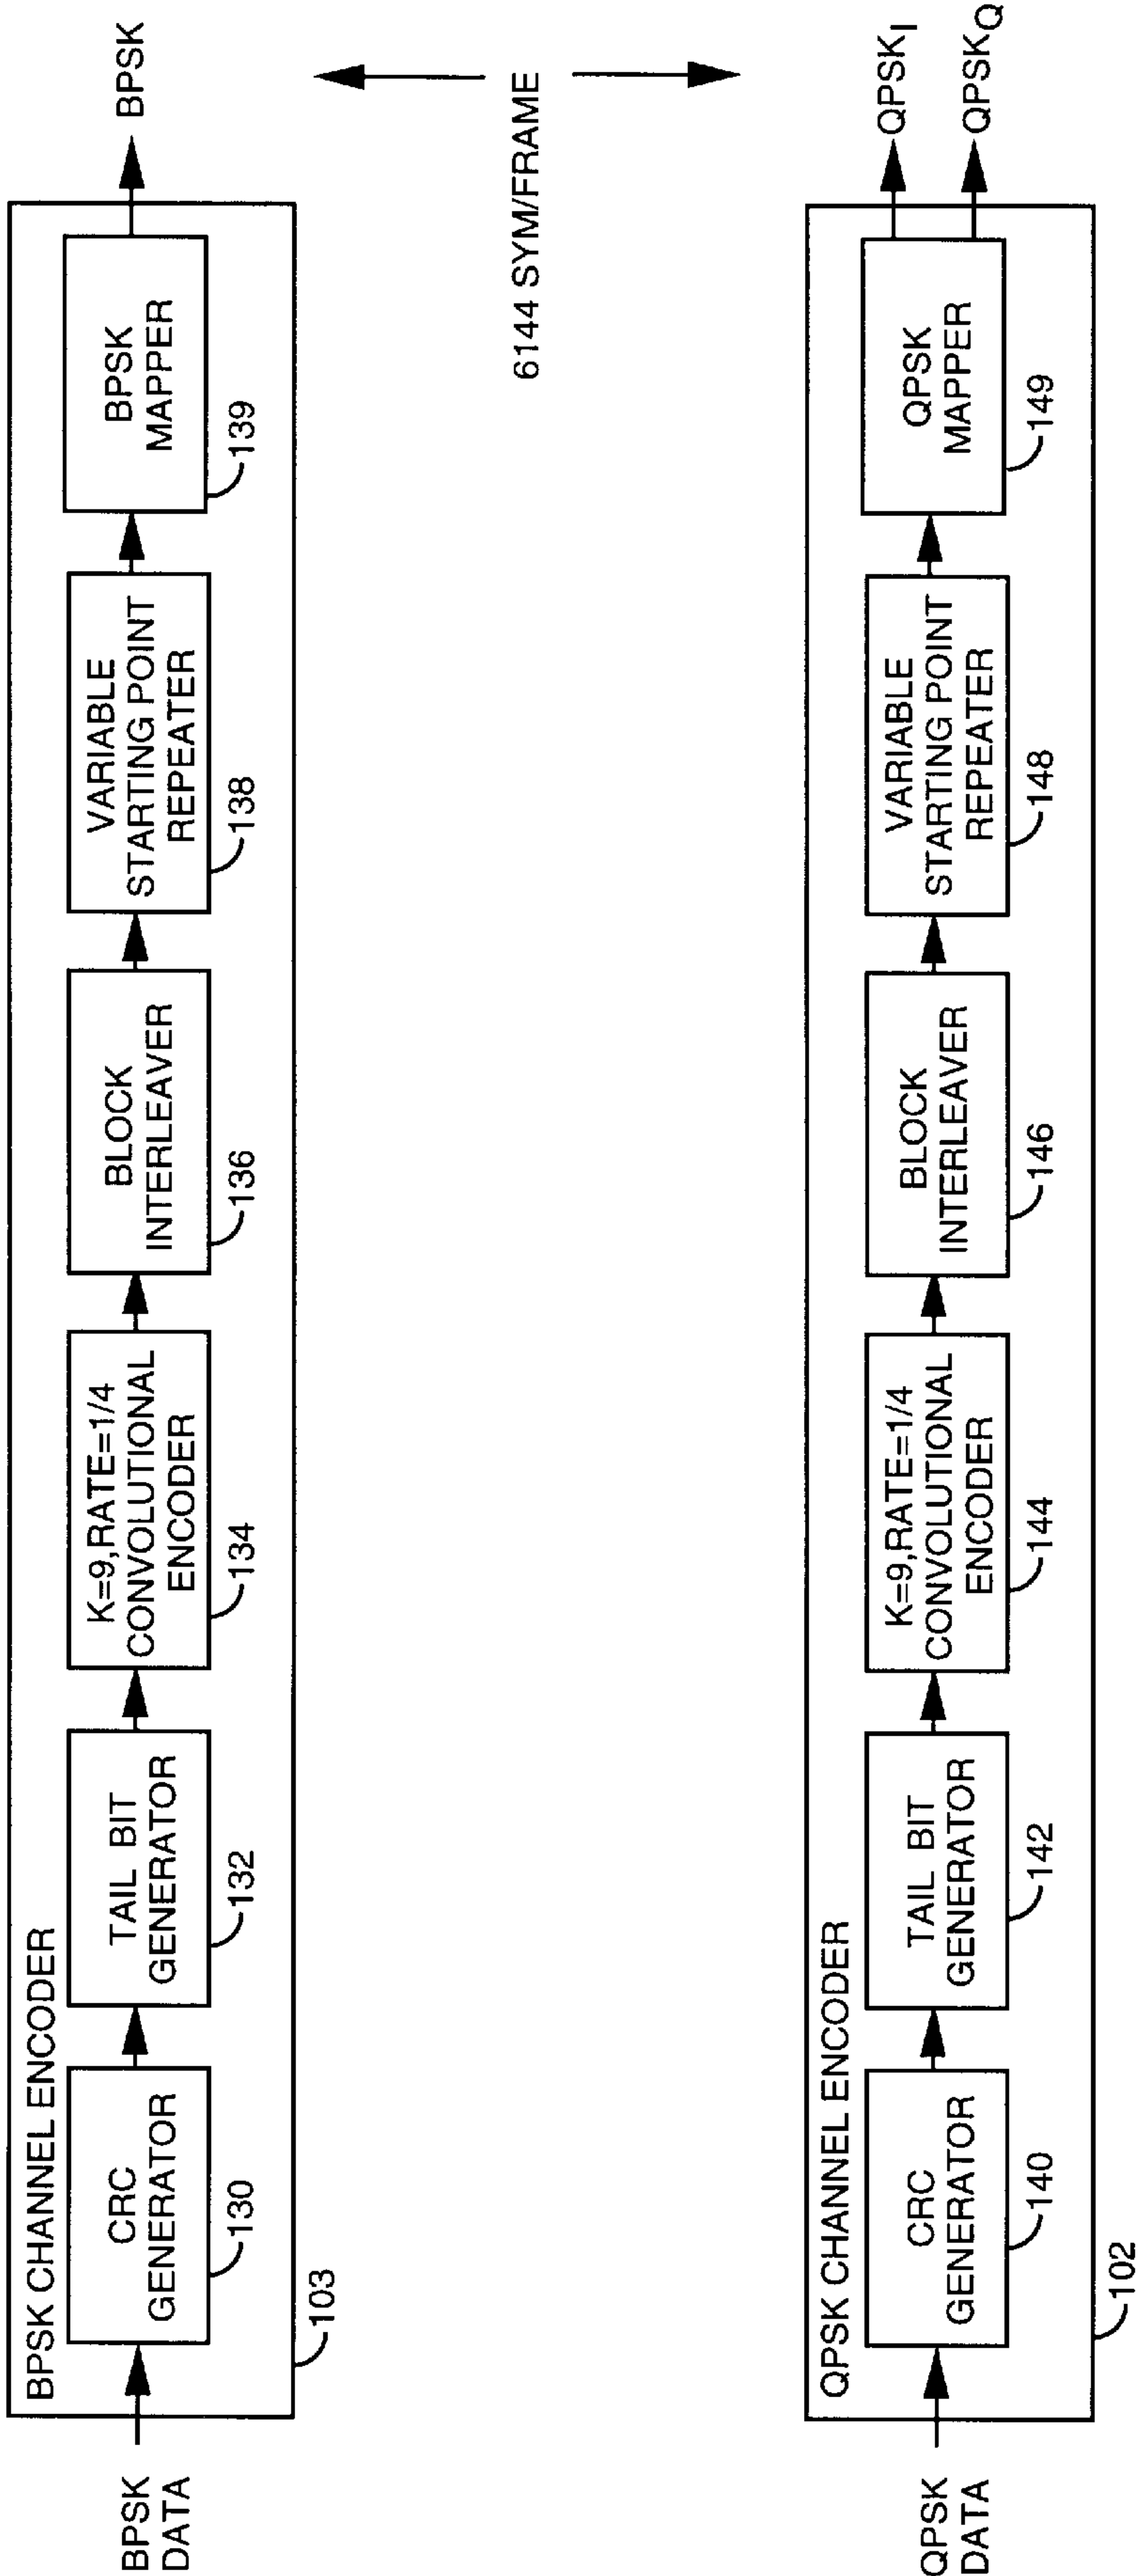 BPSK CHANNEL ENCODER
BPSK
DATA
CRC
GENERATOR
130
TAIL BIT
GENERATOR
132
K=9,RATE=1/4
CONVOLUTIONAL
ENCODER
134
BLOCK
INTERLEAVER
136
VARIABLE
STARTING POINT
REPEATER
138
BPSK
MAPPER
139
BPSK
103
6144 SYM/FRAME
QPSK CHANNEL ENCODER
QPSK
DATA
CRC
GENERATOR
140
TAIL BIT
GENERATOR
142
K=9,RATE=1/4
CONVOLUTIONAL
ENCODER
144
BLOCK
INTERLEAVER
146
VARIABLE
STARTING POINT
REPEATER
148
QPSK
MAPPER
149
QPSKI
QPSKQ
102